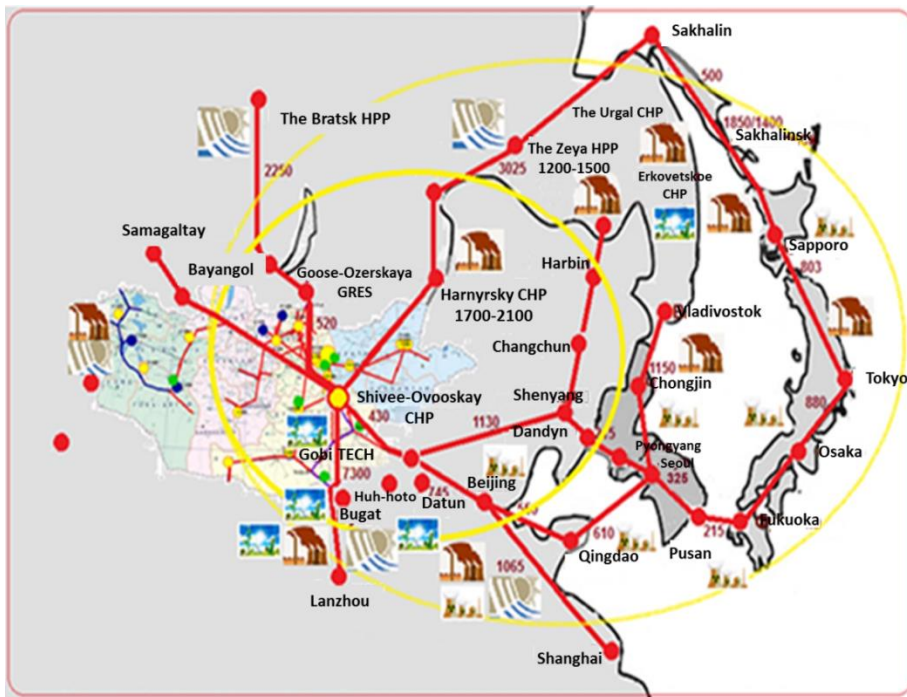 Sakhalin
500
The Bratsk HPP
The Urgal CHP
1850/1400
Sakhalinsk
The Zeya HPP
1200-1500
3025
2250
Erkovetskoe
CHP
Samagaltay
Sapporo
Bayangol
Goose-Ozerskaya
GRES
Harbin
803
Harnyrsky CHP
1700-2100
Vladivostok
520
Changchun
1150
Chongjin
Tokyo
Shivee-Ovooskay
CHP
Shenyang
880
430
1130
Dandyn
Gobi TECH
Pyongyang
Seoul
Osaka
7300
325
Huh-hoto
Datun
745
Beijing
Bugat
Fukuoka
215
610
Pusan
Qingdao
1065
Lanzhou
Shanghai